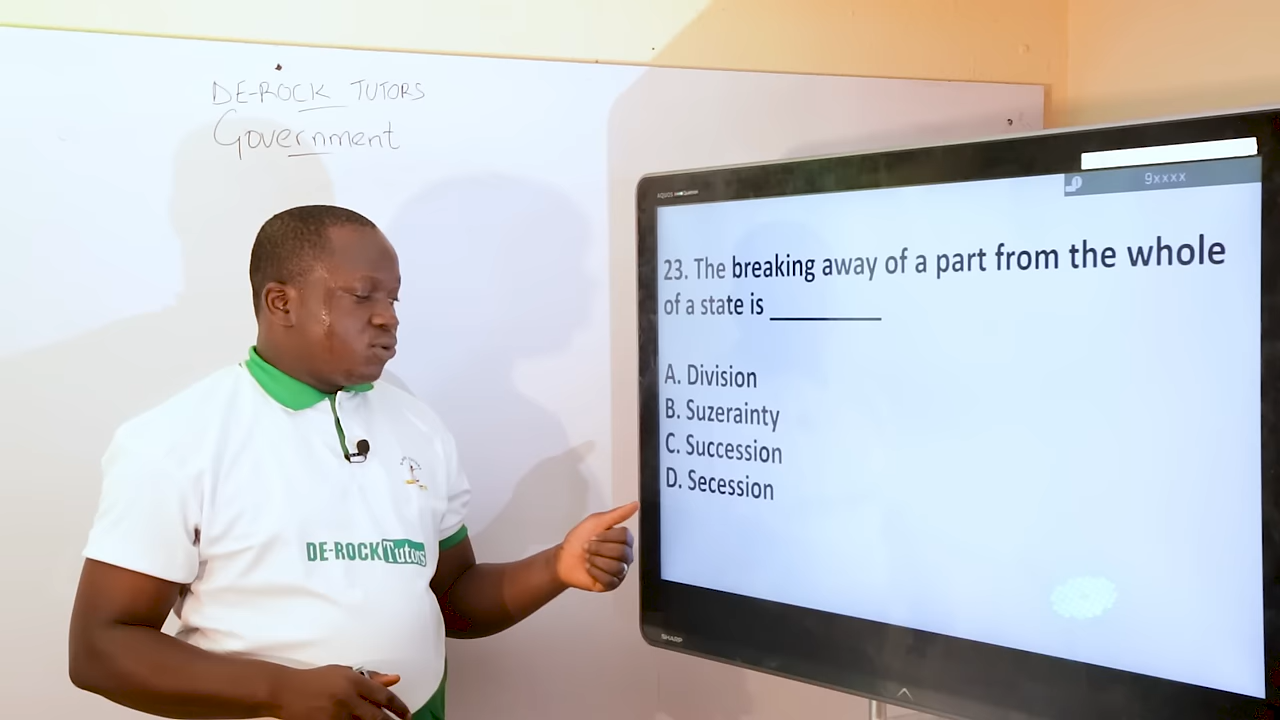 DE-ROCK TUTORS
Government
9xxxx
23. The breaking away of a part from the whole
of a state is __________
A. Division
B. Suzerainty
C. Succession
D. Secession
DE-ROCK Tutors
SHARP